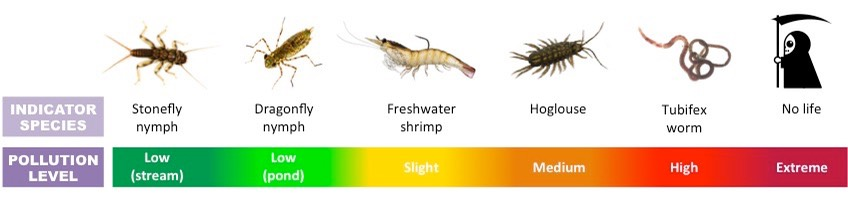 INDICATOR SPECIES
Stonefly nymph
Dragonfly nymph
Freshwater shrimp
Hoglouse
Tubifex worm
No life
POLLUTION LEVEL
Low (stream)
Low (pond)
Slight
Medium
High
Extreme